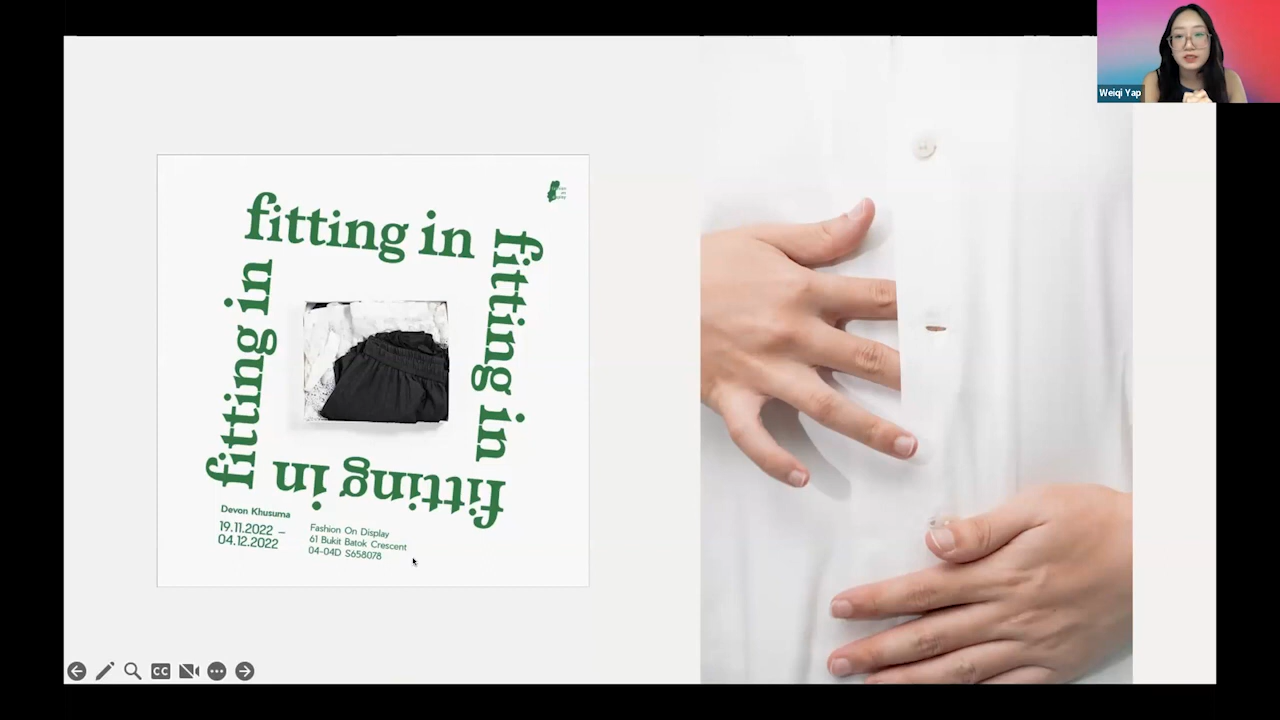 Weiqi Yap
fitting in
fitting in
fitting in
fitting in
Devon Khusuma
19.11.2022 –
04.12.2022
Fashion On Display
61 Bukit Batok Crescent
04-04D S658078
CC